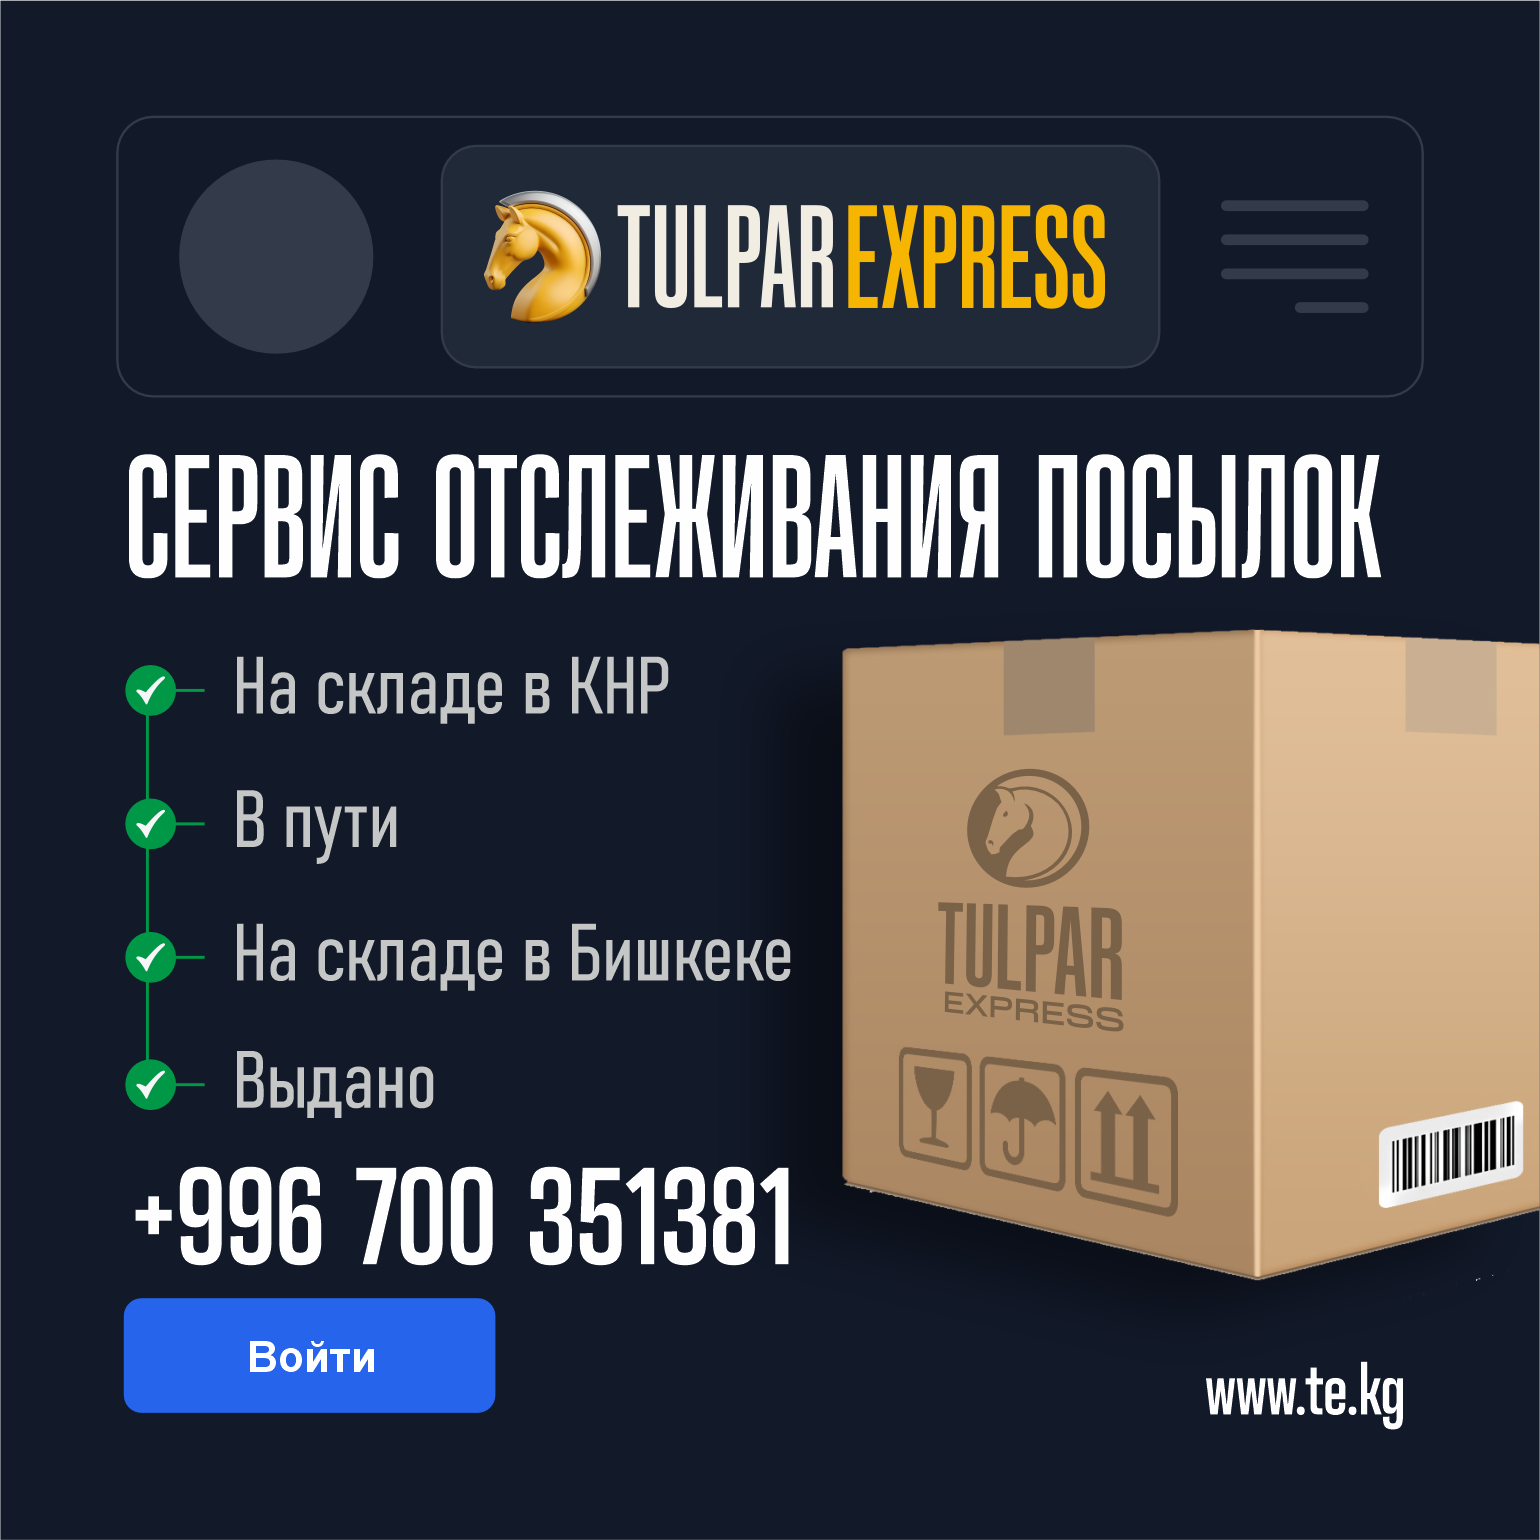 TULPAR EXPRESS
СЕРВИС ОТСЛЕЖИВАНИЯ ПОСЫЛОК
На складе в КНР
В пути
На складе в Бишкеке
Выдано
+996 700 351381
Войти
TULPAR
EXPRESS
www.te.kg